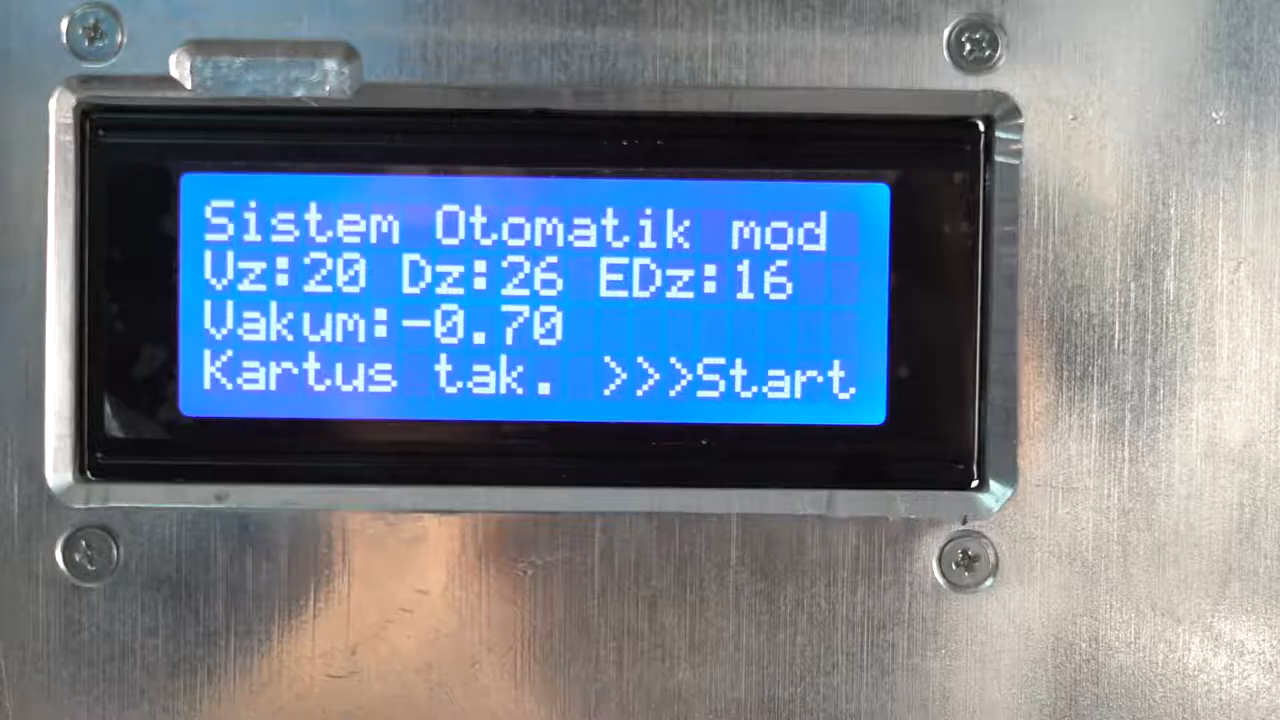 Sistem Otomatik mod
Vz:20 Dz:26 EDz:16
Vakum:-0.70
Kartus tak. >>>Start